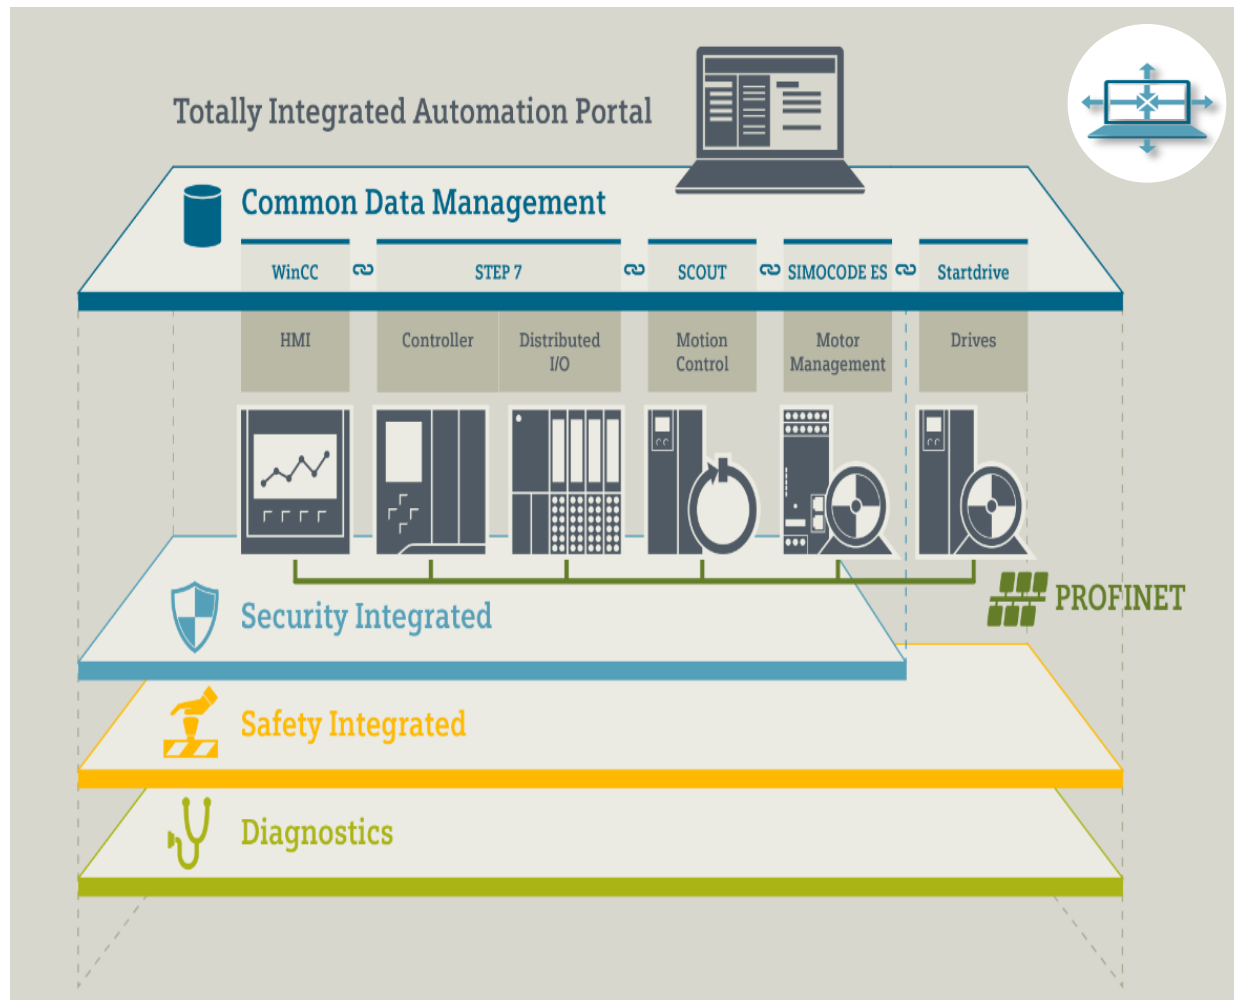 Totally Integrated Automation Portal
Common Data Management
WinCC STEP 7 SCOUT SIMOCODE ES Startdrive
HMI Controller Distributed I/O Motion Control Motor Management Drives
PROFINET
Security Integrated
Safety Integrated
Diagnostics